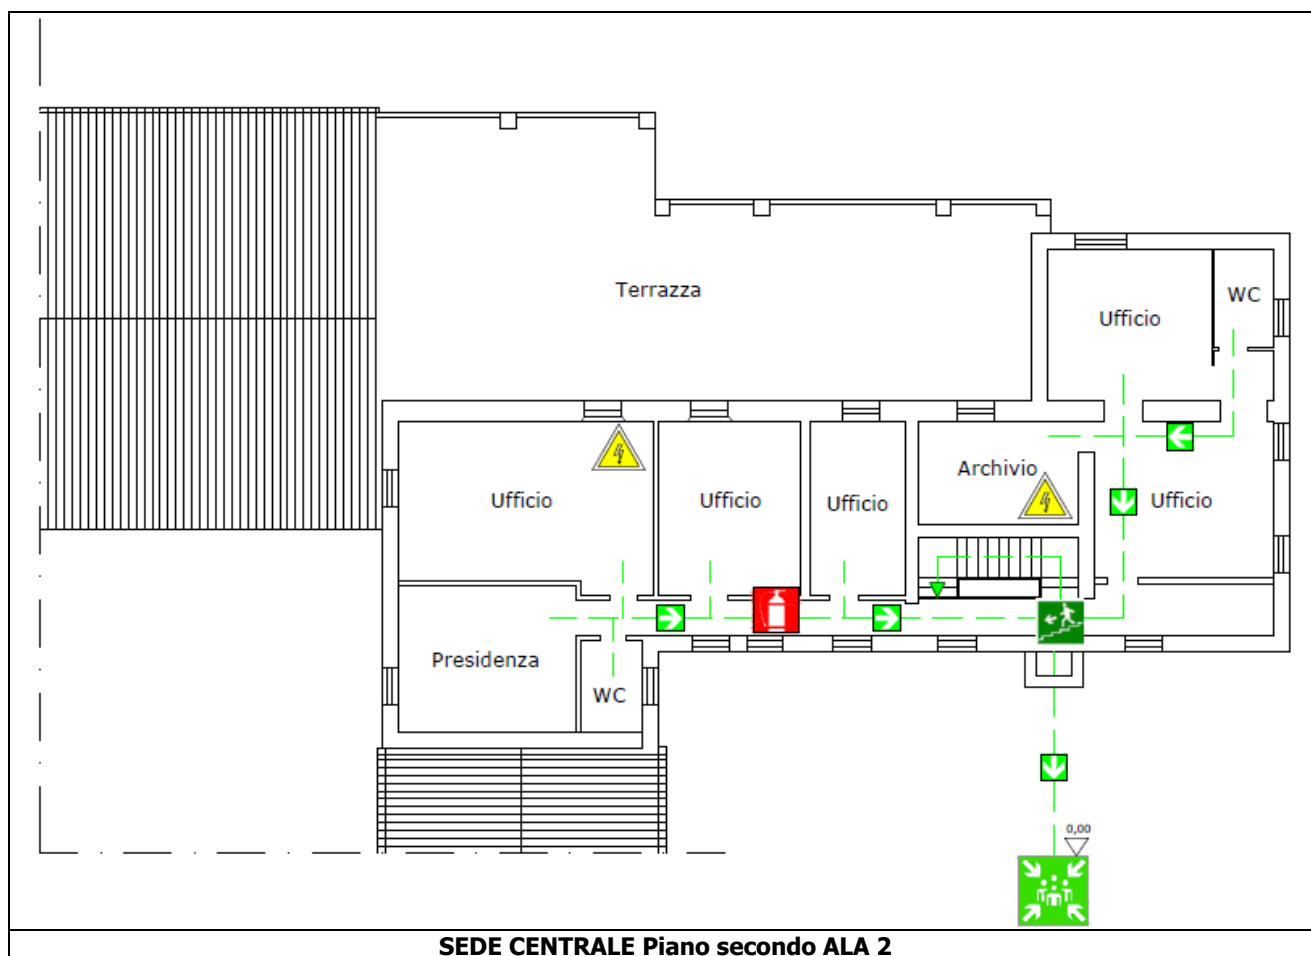 Terrazza
WC
Ufficio
Archivio
Ufficio
Ufficio
Ufficio
Ufficio
Presidenza
WC
0,00
SEDE CENTRALE Piano secondo ALA 2